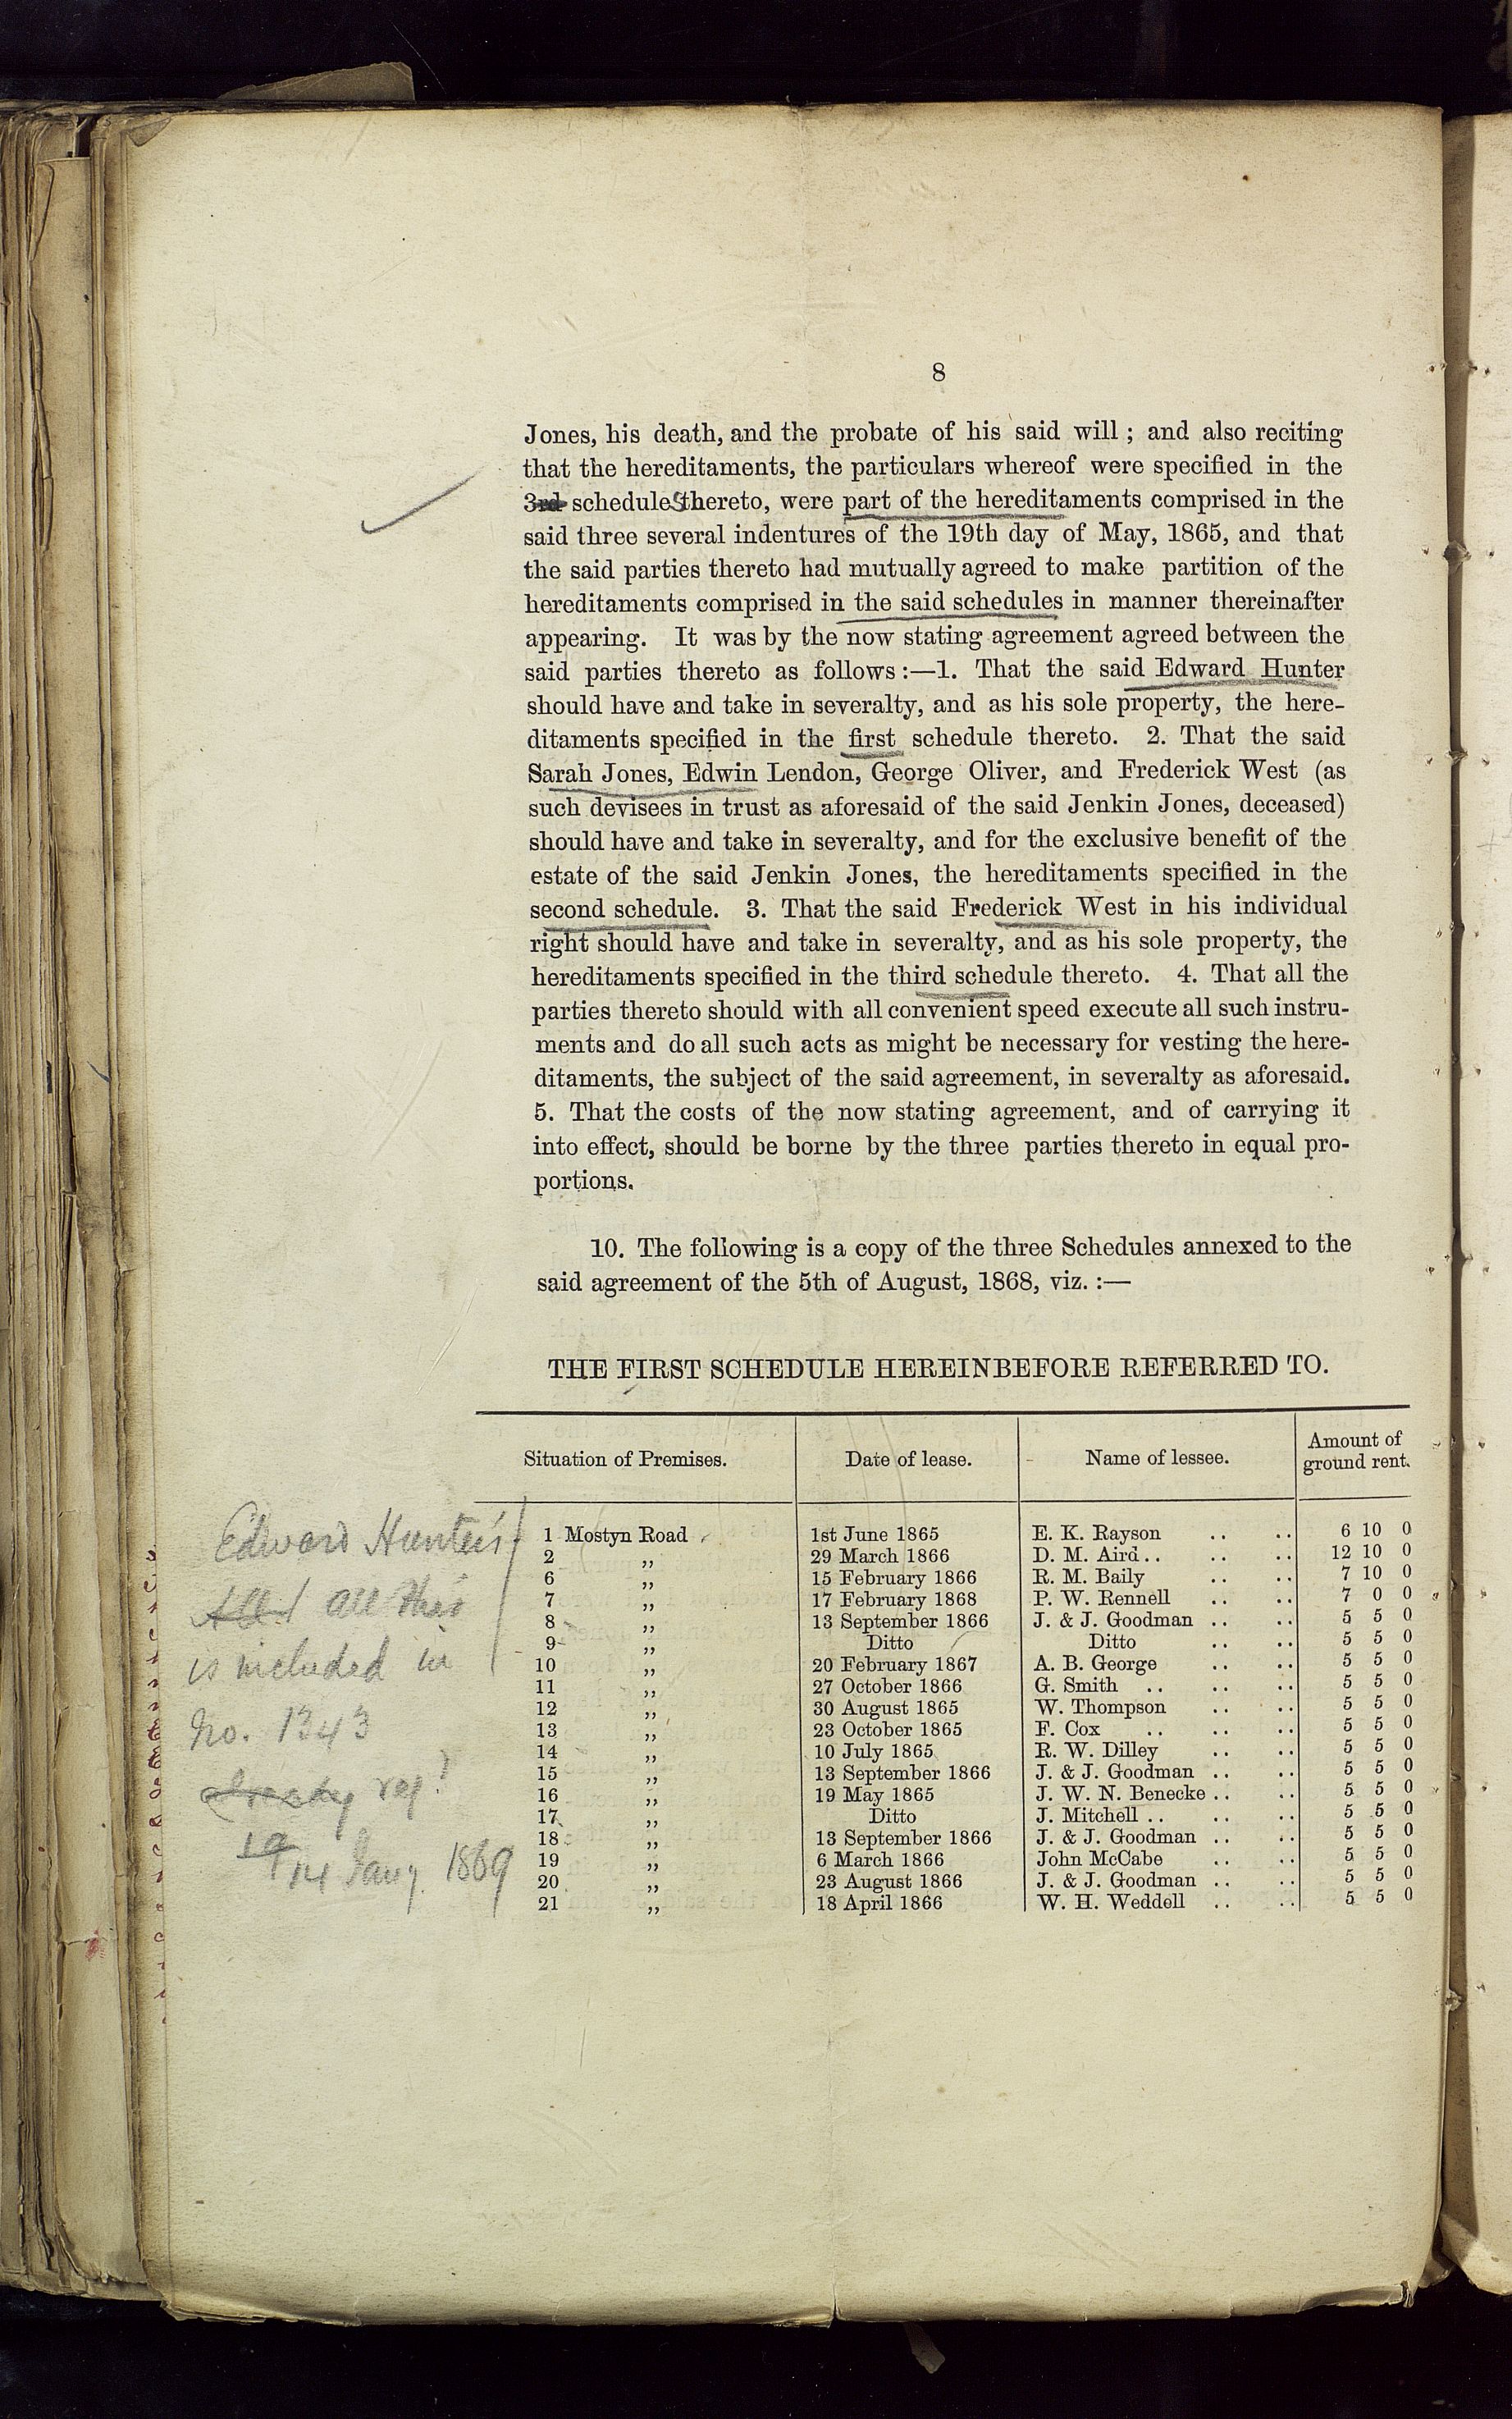 8
Jones, his death, and the probate of his said will ; and also reciting
that the hereditaments, the particulars whereof were specified in the
3rd schedules thereto, were part of the hereditaments comprised in the
said three several indentures of the 19th day of May, 1865, and that
the said parties thereto had mutually agreed to make partition of the
hereditaments comprised in the said schedules in manner thereinafter
appearing. It was by the now stating agreement agreed between the
said parties thereto as follows :—1. That the said Edward Hunter
should have and take in severalty, and as his sole property, the here-
ditaments specified in the first schedule thereto. 2. That the said
Sarah Jones, Edwin Lendon, George Oliver, and Frederick West (as
such devisees in trust as aforesaid of the said Jenkin Jones, deceased)
should have and take in severalty, and for the exclusive benefit of the
estate of the said Jenkin Jones, the hereditaments specified in the
second schedule. 3. That the said Frederick West in his individual
right should have and take in severalty, and as his sole property, the
hereditaments specified in the third schedule thereto. 4. That all the
parties thereto should with all convenient speed execute all such instru-
ments and do all such acts as might be necessary for vesting the here-
ditaments, the subject of the said agreement, in severalty as aforesaid.
5. That the costs of the now stating agreement, and of carrying it
into effect, should be borne by the three parties thereto in equal pro-
portions.
10. The following is a copy of the three Schedules annexed to the
said agreement of the 5th of August, 1868, viz. :—
THE FIRST SCHEDULE HEREINBEFORE REFERRED TO.
Situation of Premises. Date of lease. Name of lessee. Amount of ground rent.
1 Mostyn Road 1st June 1865 E. K. Rayson .. .. 6 10 0
2 ,, 29 March 1866 D. M. Aird .. .. .. 12 10 0
6 ,, 15 February 1866 R. M. Baily .. .. 7 10 0
7 ,, 17 February 1868 P. W. Rennell .. .. 7 0 0
8 ,, 13 September 1866 J. & J. Goodman .. .. 5 5 0
9 ,, Ditto Ditto .. .. 5 5 0
10 ,, 20 February 1867 A. B. George .. .. 5 5 0
11 ,, 27 October 1866 G. Smith .. .. .. 5 5 0
12 ,, 30 August 1865 W. Thompson .. .. 5 5 0
13 ,, 23 October 1865 F. Cox .. .. .. 5 5 0
14 ,, 10 July 1865 R. W. Dilley .. .. 5 5 0
15 ,, 13 September 1866 J. & J. Goodman .. .. 5 5 0
16 ,, 19 May 1865 J. W. N. Benecke .. .. 5 5 0
17 ,, Ditto J. Mitchell .. .. .. 5 5 0
18 ,, 13 September 1866 J. & J. Goodman .. .. 5 5 0
19 ,, 6 March 1866 John McCabe .. .. 5 5 0
20 ,, 23 August 1866 J. & J. Goodman .. .. 5 5 0
21 ,, 18 April 1866 W. H. Weddell .. .. 5 5 0
Edward Hunter's
all this
is included in
No. 1343
already reg?
14 Jany. 1869